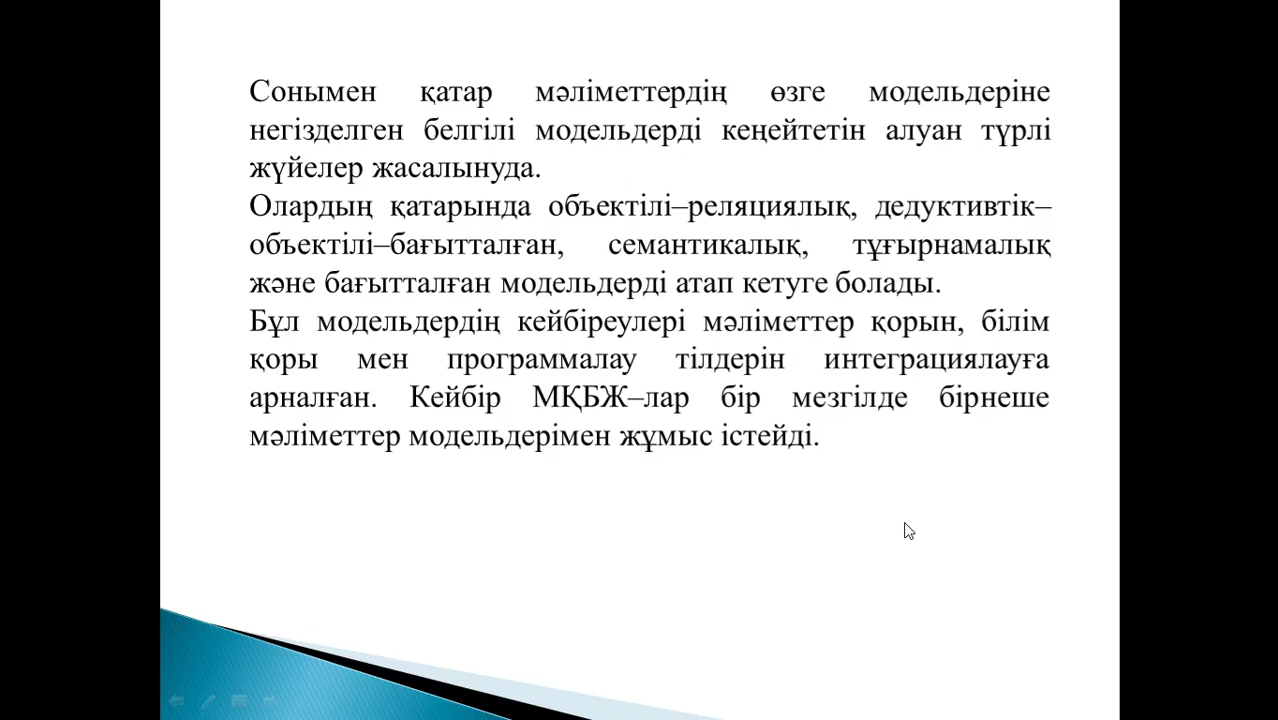 Сонымен қатар мәліметтердің өзге модельдеріне
негізделген белгілі модельдерді кеңейтетін алуан түрлі
жүйелер жасалынуда.
Олардың қатарында объектілі–реляциялық, дедуктивтік–
объектілі–бағытталған, семантикалық, тұғырнамалық
және бағытталған модельдерді атап кетуге болады.
Бұл модельдердің кейбіреулері мәліметтер қорын, білім
қоры мен программалау тілдерін интеграциялауға
арналған. Кейбір МҚБЖ–лар бір мезгілде бірнеше
мәліметтер модельдерімен жұмыс істейді.